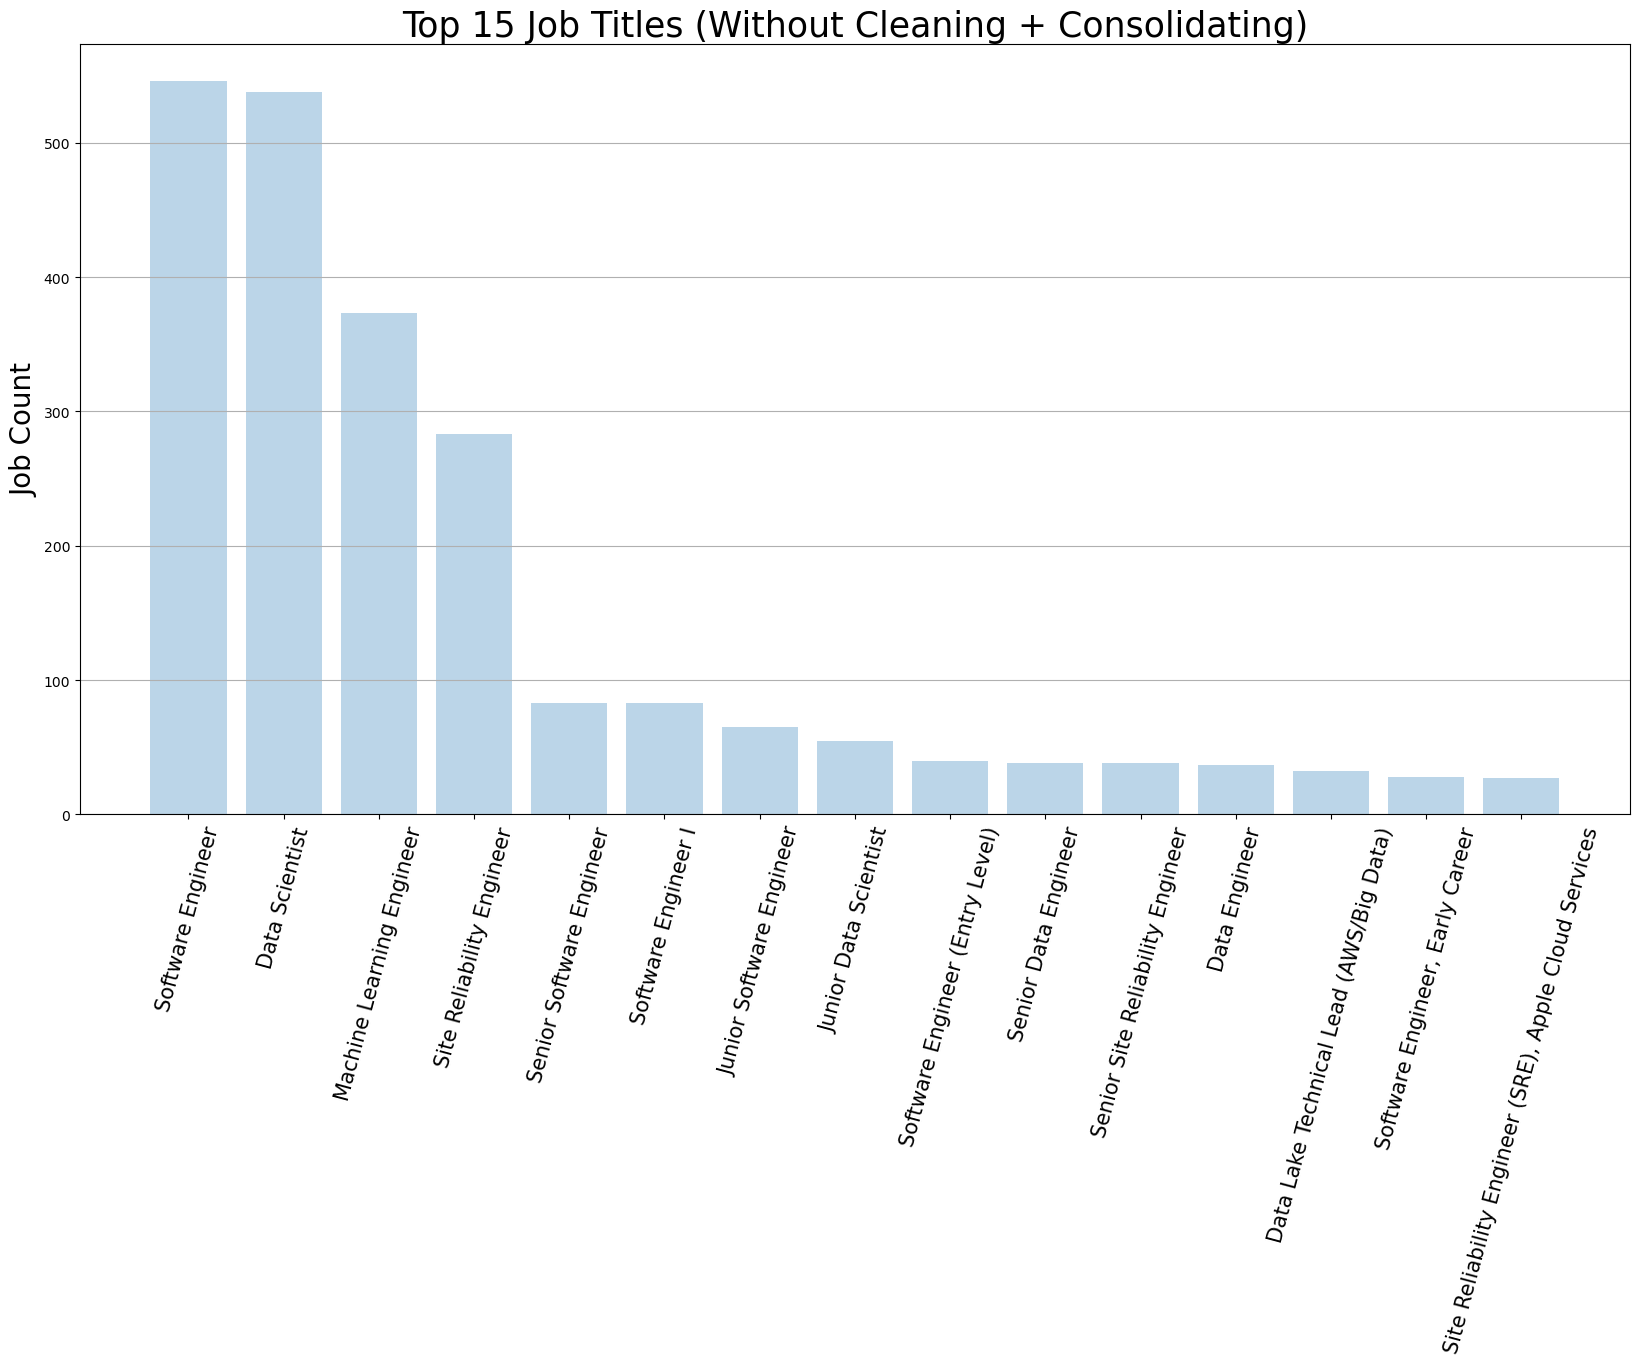 Top 15 Job Titles (Without Cleaning + Consolidating)
Job Count
500
400
300
200
100
0
Software Engineer
Data Scientist
Machine Learning Engineer
Site Reliability Engineer
Senior Software Engineer
Software Engineer I
Junior Software Engineer
Junior Data Scientist
Software Engineer (Entry Level)
Senior Data Engineer
Senior Site Reliability Engineer
Data Engineer
Data Lake Technical Lead (AWS/Big Data)
Software Engineer, Early Career
Site Reliability Engineer (SRE), Apple Cloud Services